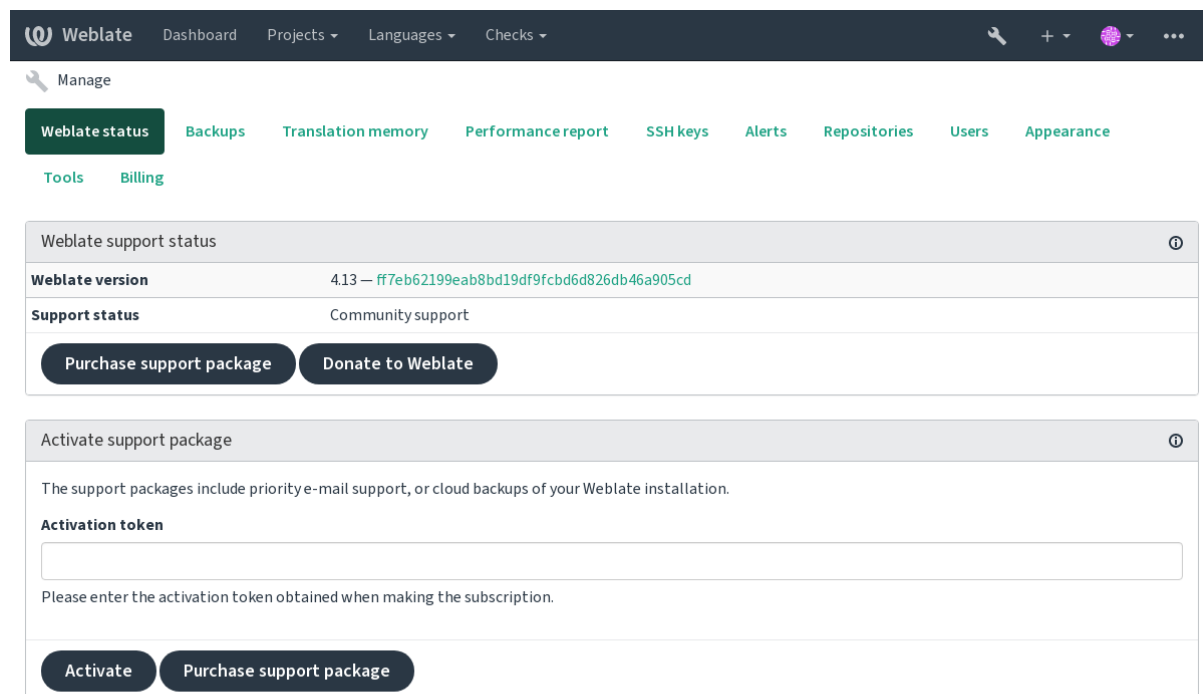 Weblate Dashboard Projects Languages Checks
Manage
Weblate status Backups Translation memory Performance report SSH keys Alerts Repositories Users Appearance
Tools Billing
Weblate support status
Weblate version 4.13 — ff7eb62199eab8bd19df9fcbd6d826db46a905cd
Support status Community support
Purchase support package Donate to Weblate
Activate support package
The support packages include priority e-mail support, or cloud backups of your Weblate installation.
Activation token
Please enter the activation token obtained when making the subscription.
Activate Purchase support package